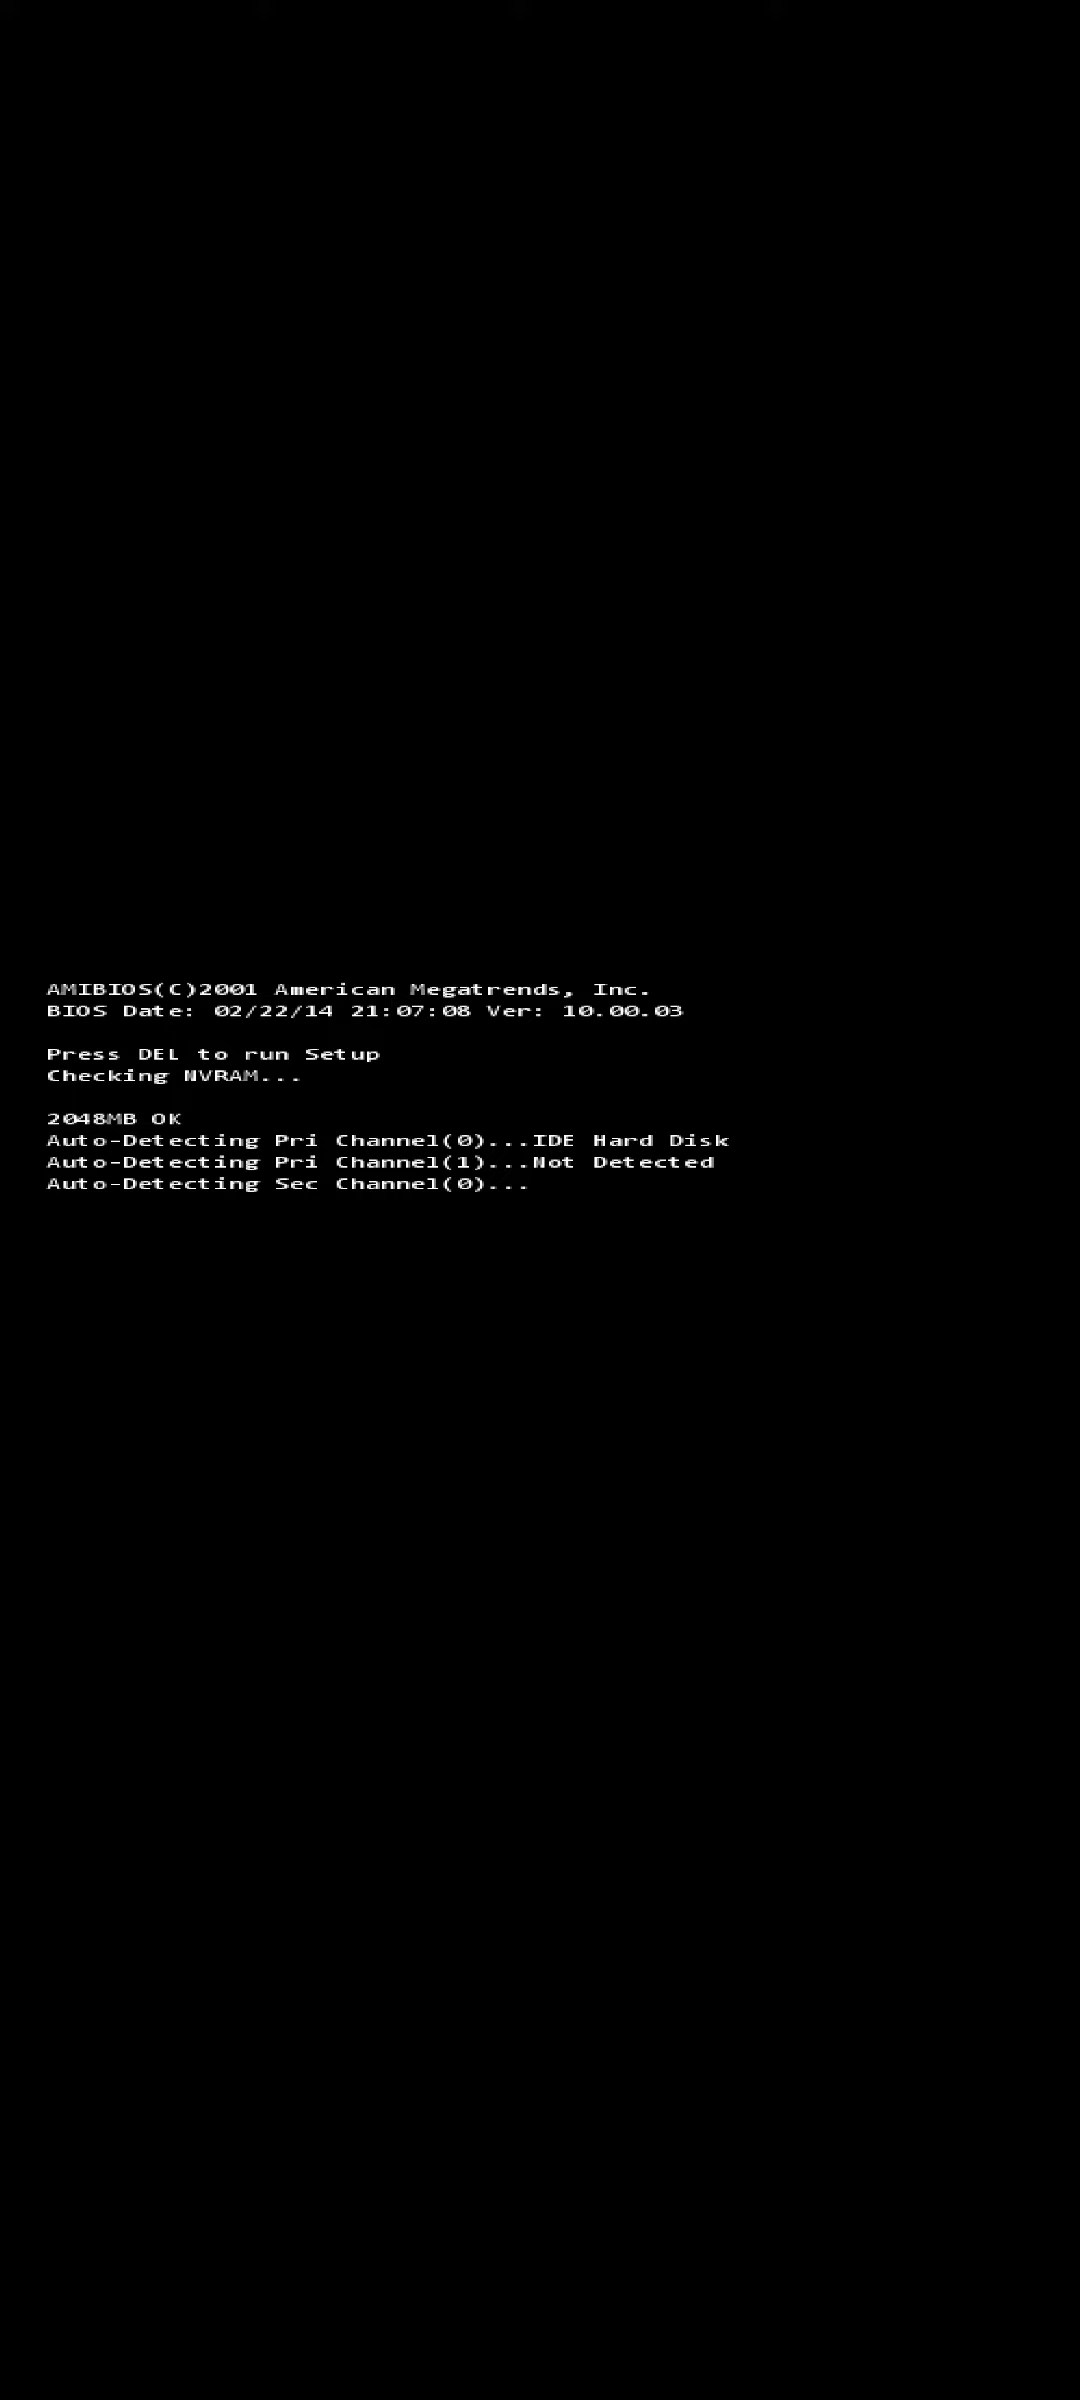 AMIBIOS(C)2001 American Megatrends, Inc.
BIOS Date: 02/22/14 21:07:08 Ver: 10.00.03
Press DEL to run Setup
Checking NVRAM...
2048MB OK
Auto-Detecting Pri Channel(0)...IDE Hard Disk
Auto-Detecting Pri Channel(1)...Not Detected
Auto-Detecting Sec Channel(0)...